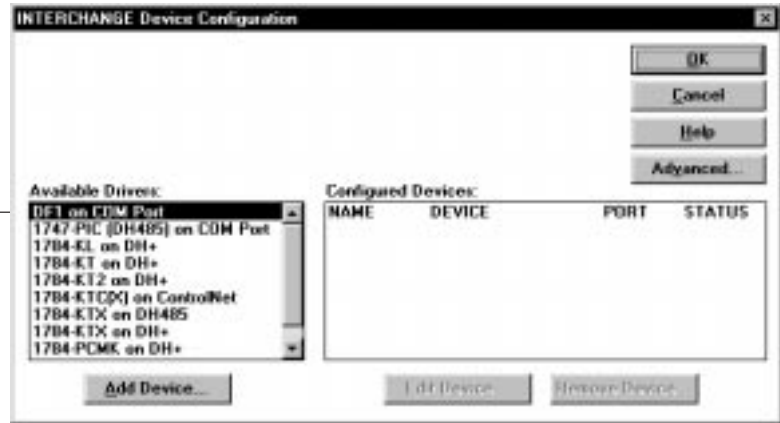 INTERCHANGE Device Configuration
OK
Cancel
Help
Advanced...
Available Drivers:
DF1 on COM Port
1747-PIC (DH485) on COM Port
1784-KL on DH+
1784-KT on DH+
1784-KT2 on DH+
1784-KTC(X) on ControlNet
1784-KTX on DH485
1784-KTX on DH+
1784-PCMK on DH+
Configured Devices:
NAME DEVICE PORT STATUS
Add Device...
Edit Device...
Remove Device...